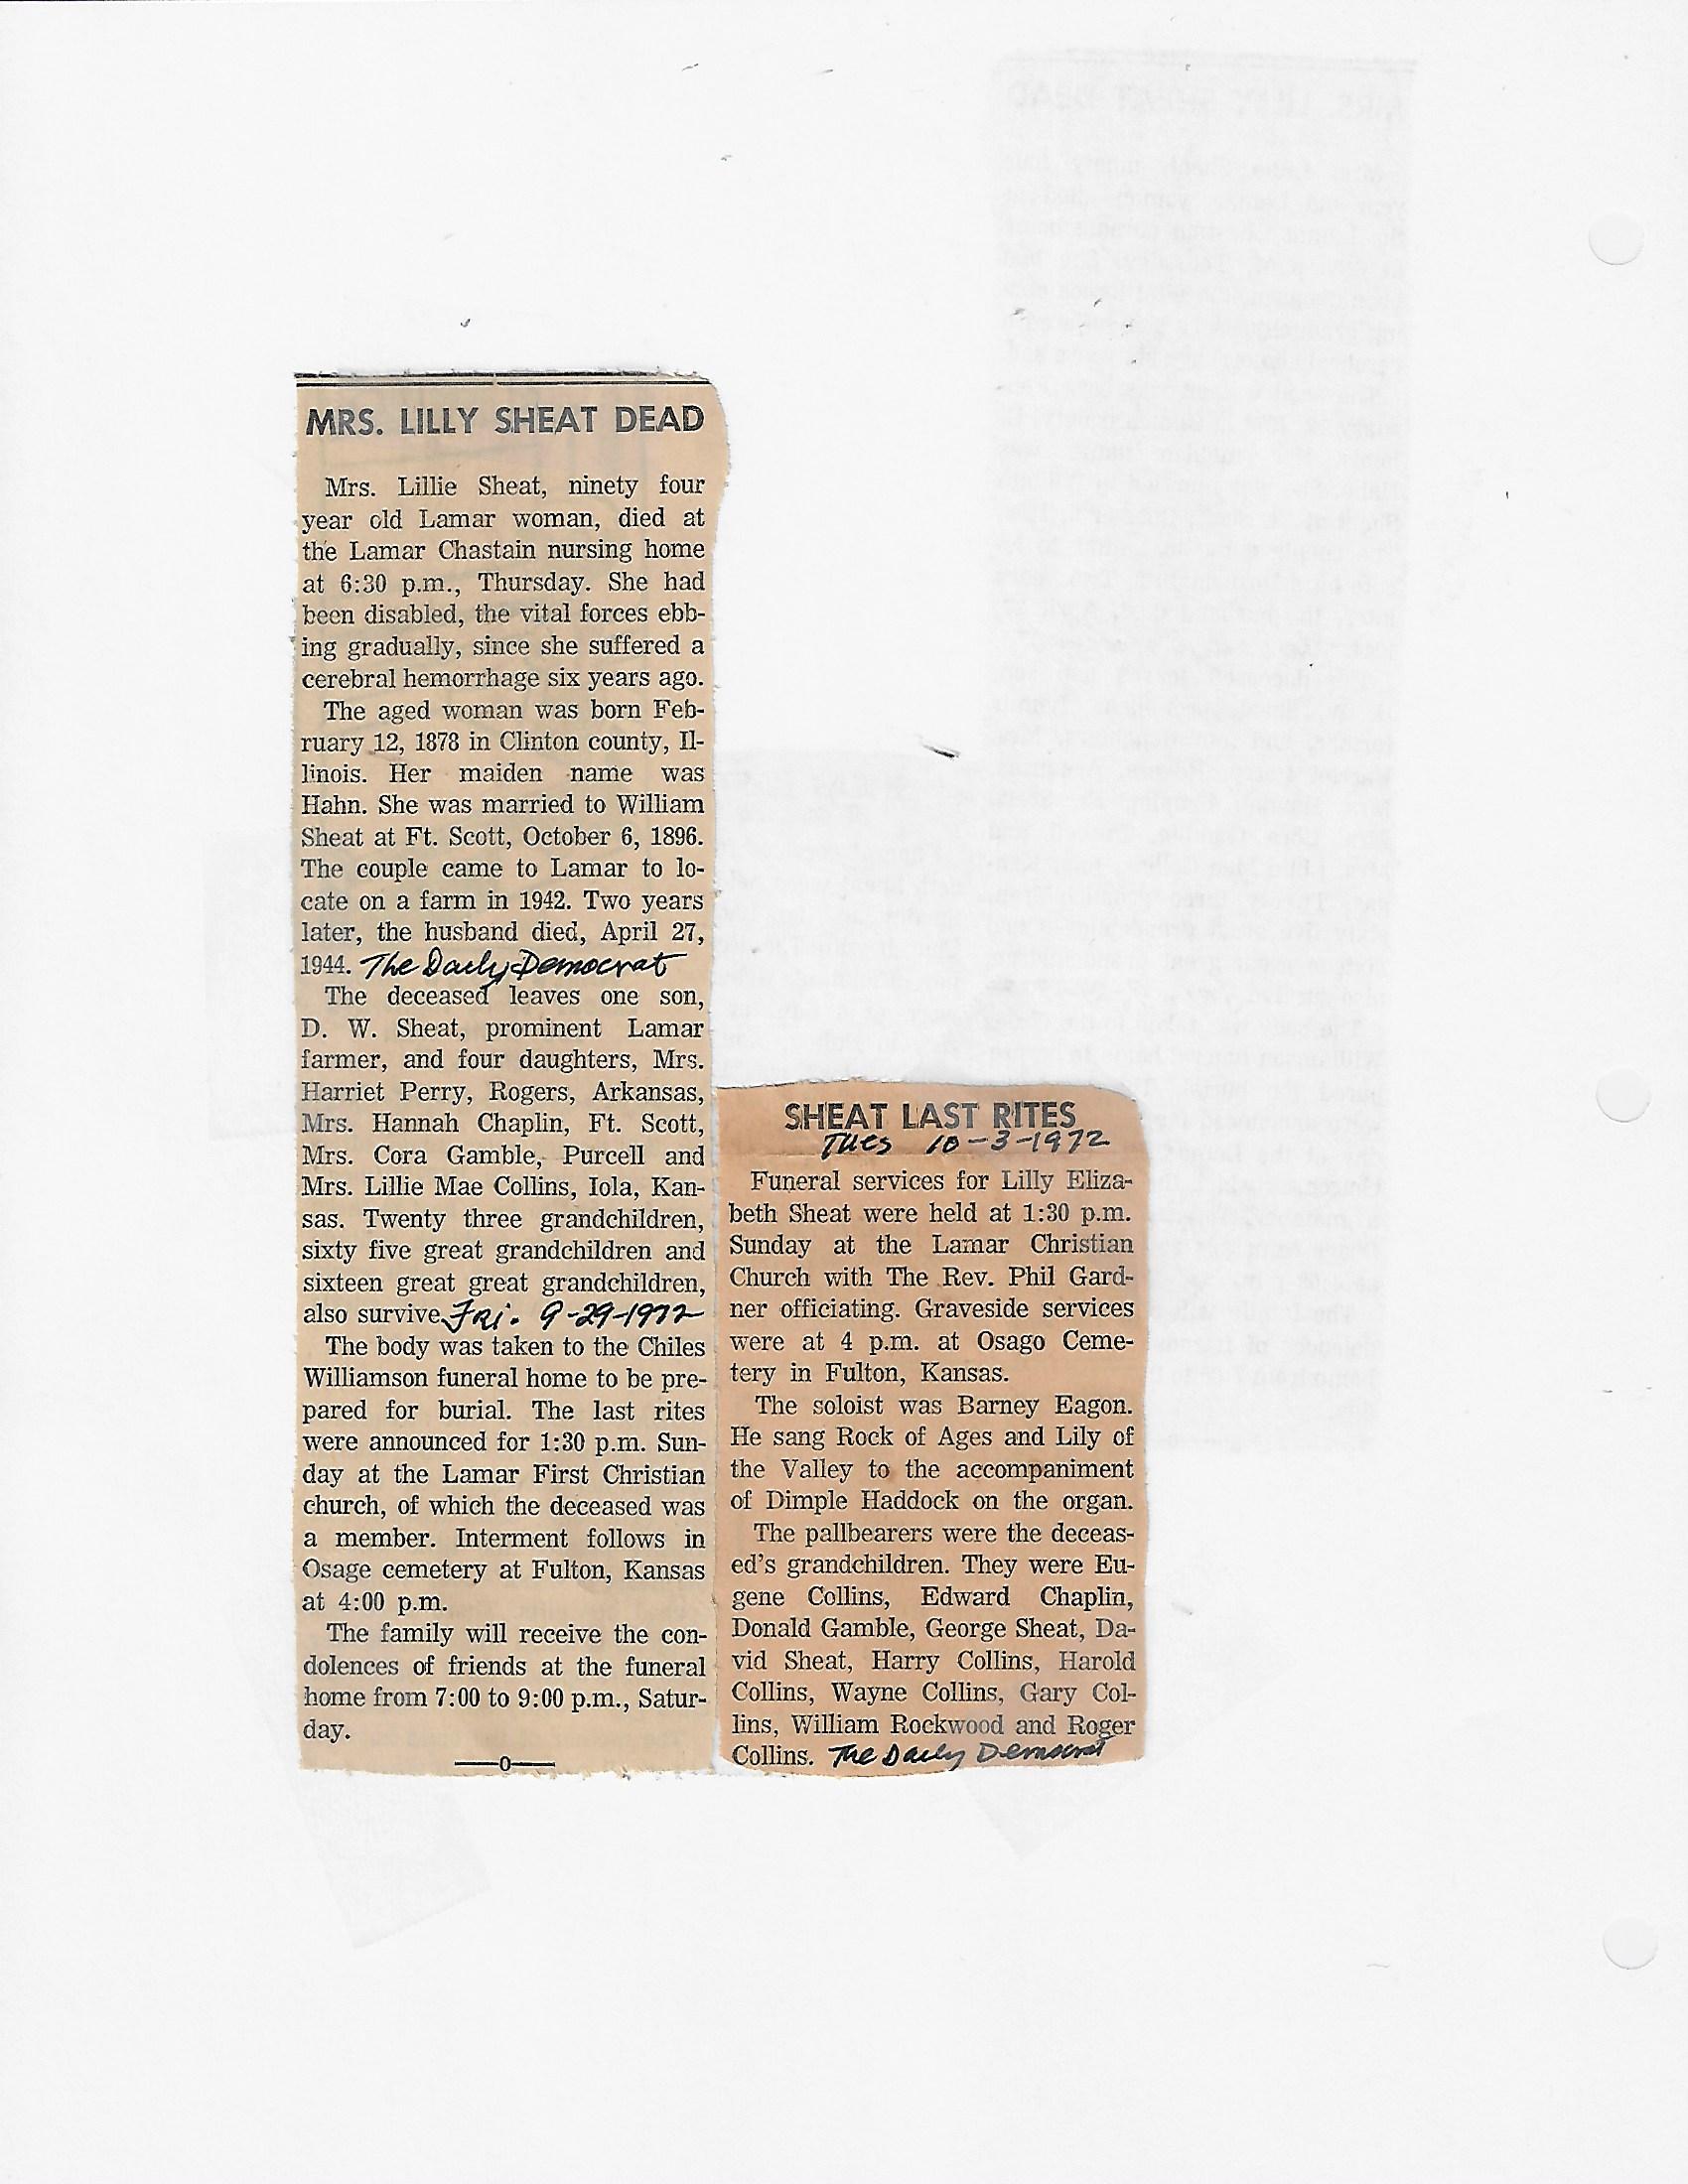 MRS. LILLY SHEAT DEAD
Mrs. Lillie Sheat, ninety four
year old Lamar woman, died at
the Lamar Chastain nursing home
at 6:30 p.m., Thursday. She had
been disabled, the vital forces ebb-
ing gradually, since she suffered a
cerebral hemorrhage six years ago.
The aged woman was born Feb-
ruary 12, 1878 in Clinton county, Il-
linois. Her maiden name was
Hahn. She was married to William
Sheat at Ft. Scott, October 6, 1896.
The couple came to Lamar to lo-
cate on a farm in 1942. Two years
later, the husband died, April 27,
1944. The Daily Democrat
The deceased leaves one son,
D. W. Sheat, prominent Lamar
farmer, and four daughters, Mrs.
Harriet Perry, Rogers, Arkansas,
Mrs. Hannah Chaplin, Ft. Scott,
Mrs. Cora Gamble, Purcell and
Mrs. Lillie Mae Collins, Iola, Kan-
sas. Twenty three grandchildren,
sixty five great grandchildren and
sixteen great great grandchildren,
also survive. Fri. 9-29-1972
The body was taken to the Chiles
Williamson funeral home to be pre-
pared for burial. The last rites
were announced for 1:30 p.m. Sun-
day at the Lamar First Christian
church, of which the deceased was
a member. Interment follows in
Osage cemetery at Fulton, Kansas
at 4:00 p.m.
The family will receive the con-
dolences of friends at the funeral
home from 7:00 to 9:00 p.m., Satur-
day.
—o—
SHEAT LAST RITES
Tues 10-3-1972
Funeral services for Lilly Eliza-
beth Sheat were held at 1:30 p.m.
Sunday at the Lamar Christian
Church with The Rev. Phil Gard-
ner officiating. Graveside services
were at 4 p.m. at Osago Ceme-
tery in Fulton, Kansas.
The soloist was Barney Eagon.
He sang Rock of Ages and Lily of
the Valley to the accompaniment
of Dimple Haddock on the organ.
The pallbearers were the deceas-
ed's grandchildren. They were Eu-
gene Collins, Edward Chaplin,
Donald Gamble, George Sheat, Da-
vid Sheat, Harry Collins, Harold
Collins, Wayne Collins, Gary Col-
lins, William Rockwood and Roger
Collins. The Daily Democrat